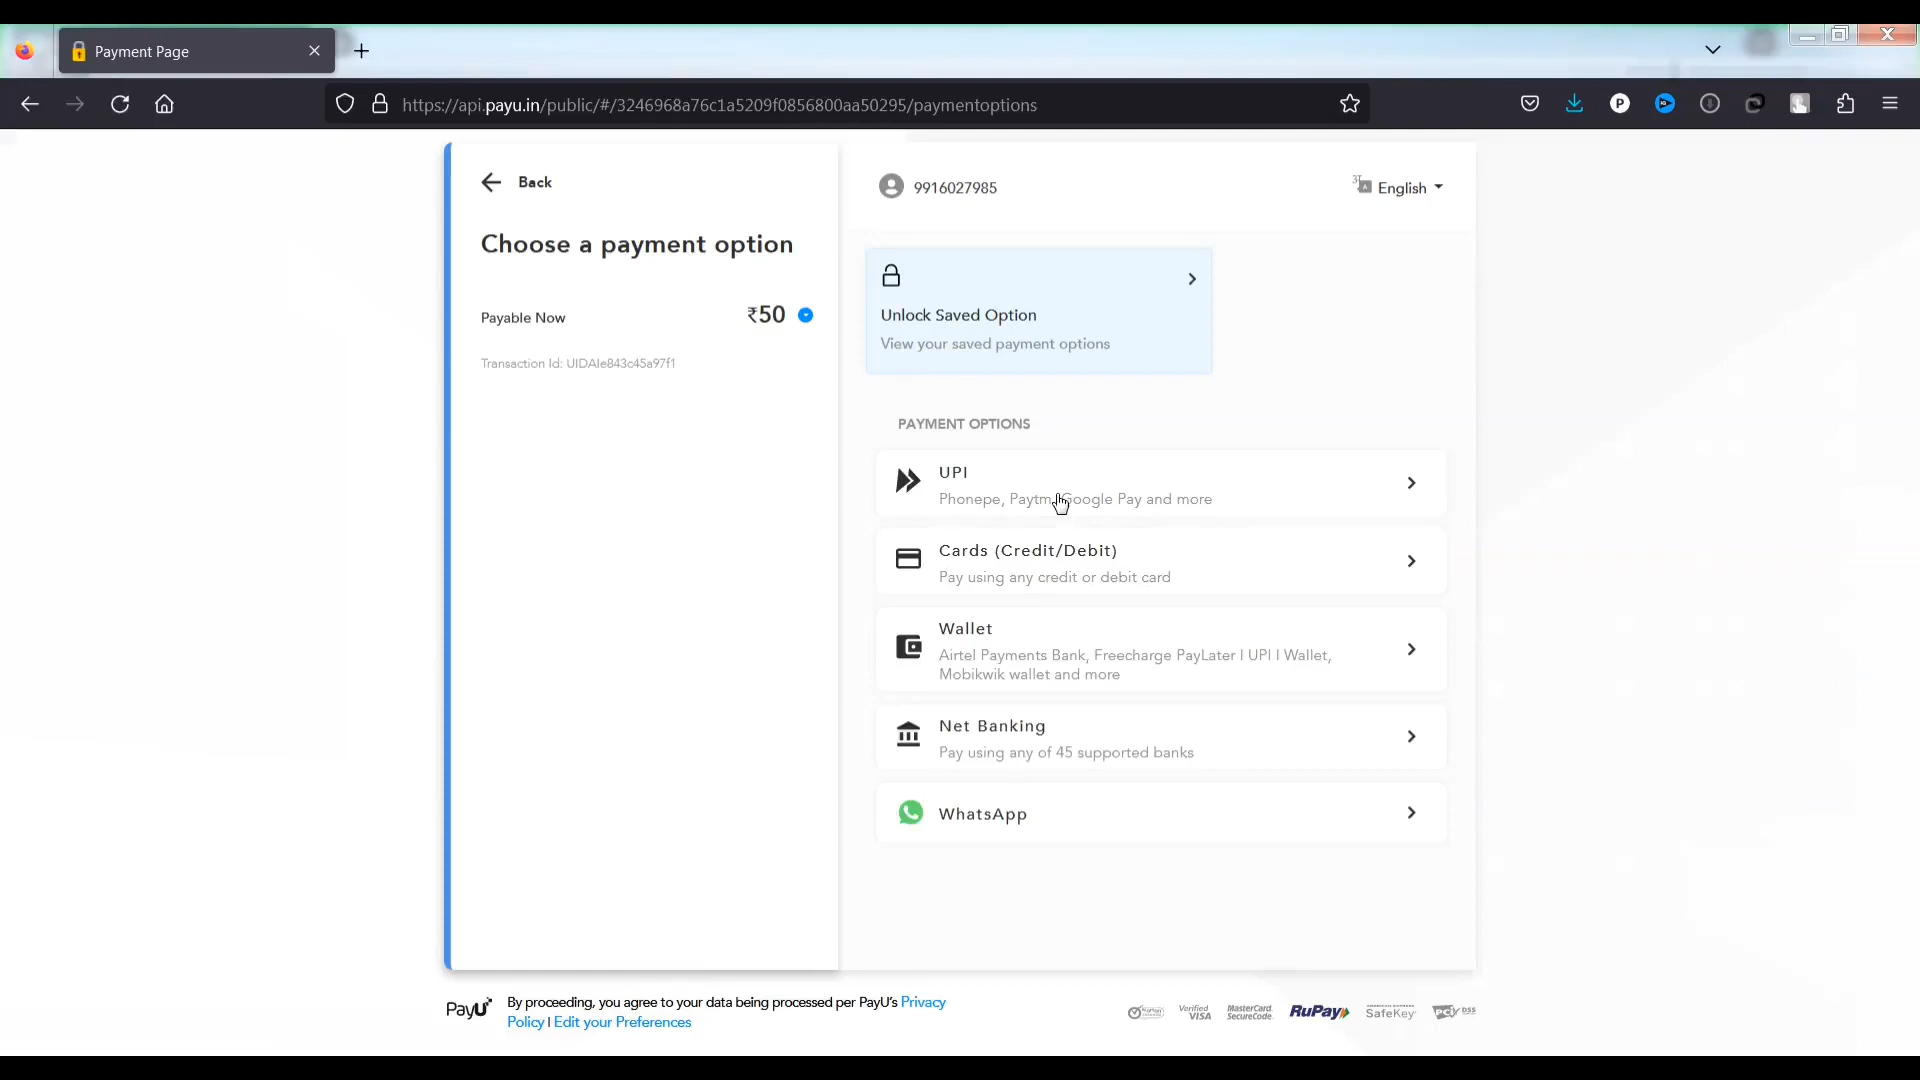 Payment Page
https://api.payu.in/public/#/3246968a76c1a5209f0856800aa50295/paymentoptions
Back
Choose a payment option
Payable Now ₹50
Transaction Id: UIDAIe843c45a97f1
9916027985
English
Unlock Saved Option
View your saved payment options
PAYMENT OPTIONS
UPI
Phonepe, Paytm, Google Pay and more
Cards (Credit/Debit)
Pay using any credit or debit card
Wallet
Airtel Payments Bank, Freecharge PayLater | UPI | Wallet,
Mobikwik wallet and more
Net Banking
Pay using any of 45 supported banks
WhatsApp
PayU
By proceeding, you agree to your data being processed per PayU's Privacy
Policy | Edit your Preferences
Verified
VISA
MasterCard.
SecureCode.
RuPay
SafeKey
PCI DSS